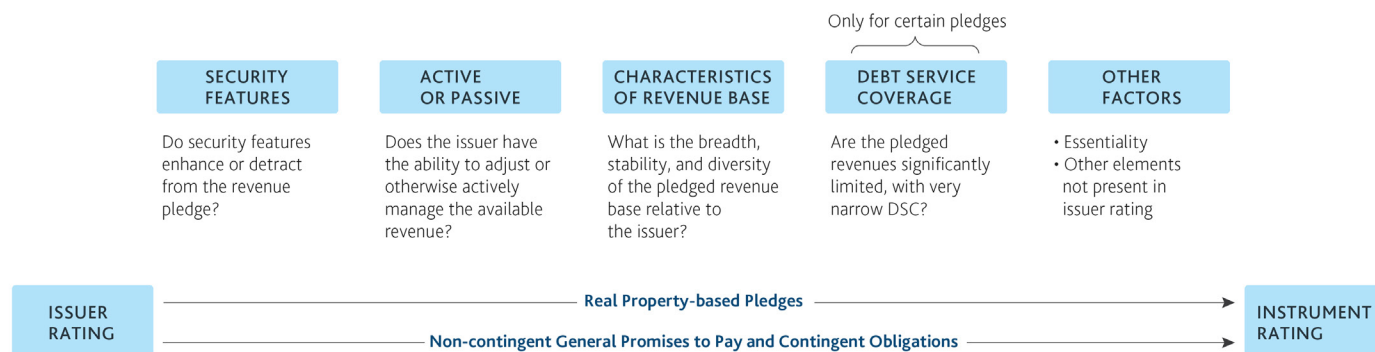 Only for certain pledges
SECURITY
FEATURES
Do security features
enhance or detract
from the revenue
pledge?
ACTIVE
OR PASSIVE
Does the issuer have
the ability to adjust or
otherwise actively
manage the available
revenue?
CHARACTERISTICS
OF REVENUE BASE
What is the breadth,
stability, and diversity
of the pledged revenue
base relative to
the issuer?
DEBT SERVICE
COVERAGE
Are the pledged
revenues significantly
limited, with very
narrow DSC?
OTHER
FACTORS
• Essentiality
• Other elements
not present in
issuer rating
ISSUER
RATING
Real Property-based Pledges
Non-contingent General Promises to Pay and Contingent Obligations
INSTRUMENT
RATING